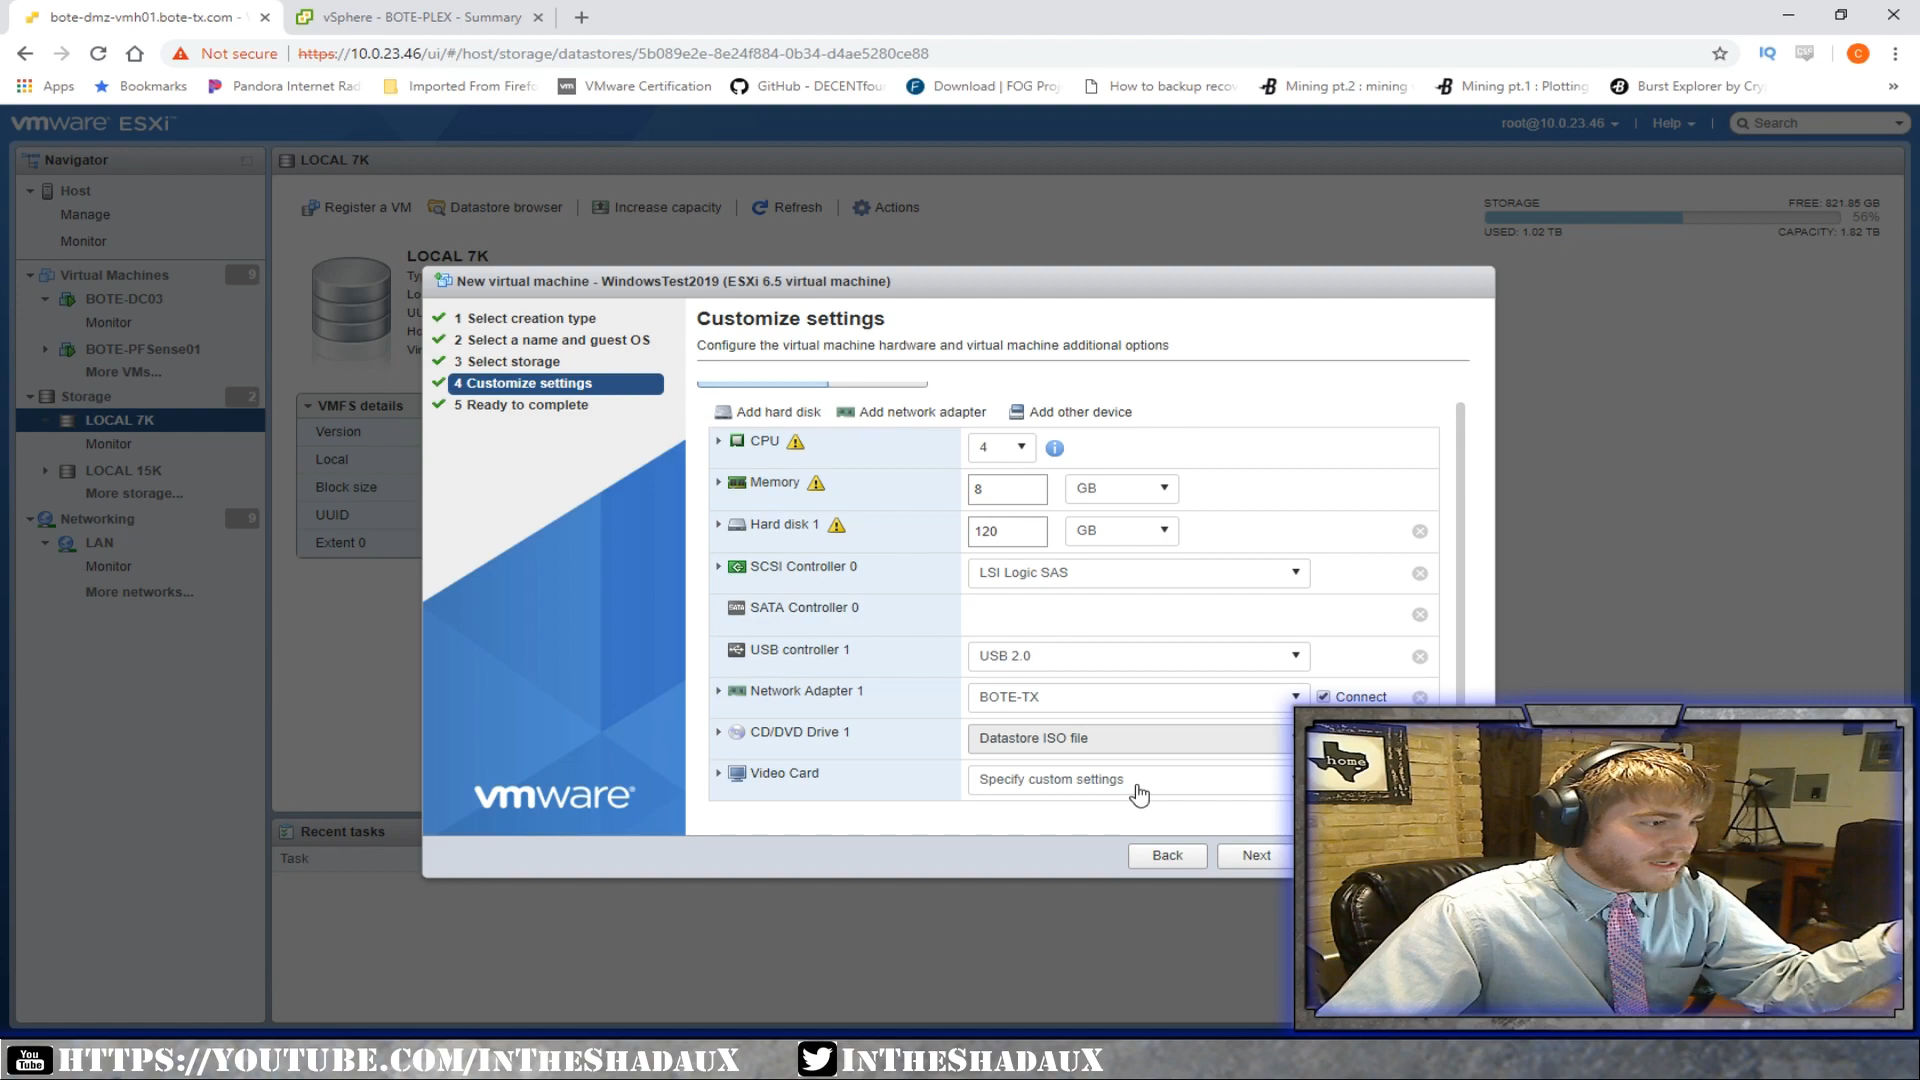 bote-dmz-vmh01.bote-tx.com -
vSphere - BOTE-PLEX - Summary
Not secure
https://10.0.23.46/ui/#/host/storage/datastores/5b089e2e-8e24f884-0b34-d4ae5280ce88
Apps
Bookmarks
Pandora Internet Rad
Imported From Firefo
vm VMware Certification
GitHub - DECENTfour
Download | FOG Proj
How to backup recov
Mining pt.2 : mining
Mining pt.1 : Plotting
Burst Explorer by Cry
vmware ESXi
root@10.0.23.46
Help
Search
Navigator
LOCAL 7K
Host
Manage
Monitor
Virtual Machines 9
BOTE-DC03
Monitor
BOTE-PFSense01
More VMs...
Storage 2
LOCAL 7K
Monitor
LOCAL 15K
More storage...
Networking 9
LAN
Monitor
More networks...
Register a VM
Datastore browser
Increase capacity
Refresh
Actions
STORAGE
FREE: 821.85 GB
56%
USED: 1.02 TB
CAPACITY: 1.82 TB
LOCAL 7K
VMFS details
Version
Local
Block size
UUID
Extent 0
Recent tasks
Task
New virtual machine - WindowsTest2019 (ESXi 6.5 virtual machine)
1 Select creation type
2 Select a name and guest OS
3 Select storage
4 Customize settings
5 Ready to complete
vmware
Customize settings
Configure the virtual machine hardware and virtual machine additional options
Add hard disk
Add network adapter
Add other device
CPU 4
Memory 8 GB
Hard disk 1 120 GB
SCSI Controller 0 LSI Logic SAS
SATA Controller 0
USB controller 1 USB 2.0
Network Adapter 1 BOTE-TX Connect
CD/DVD Drive 1 Datastore ISO file
Video Card Specify custom settings
Back
Next
home
You Tube HTTPS://YOUTUBE.COM/INTHESHADAUX
INTHESHADAUX